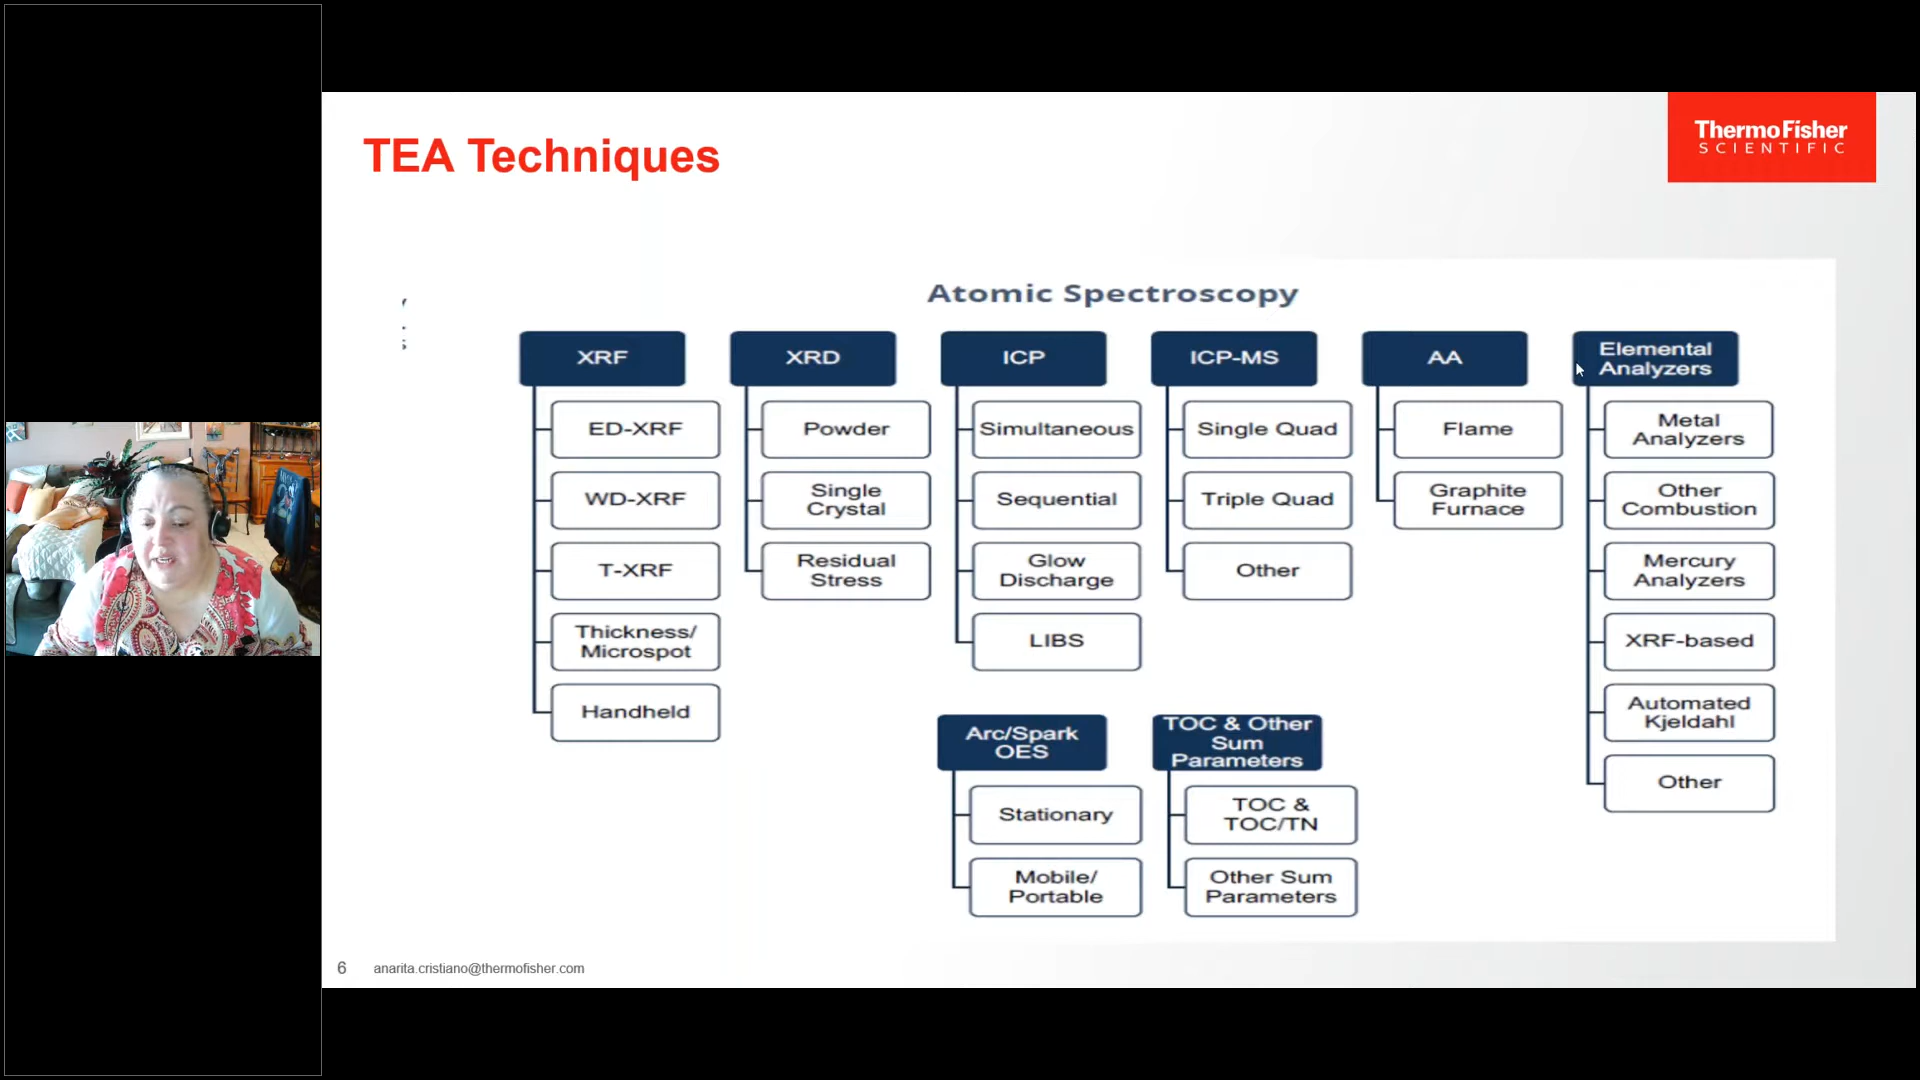 TEA Techniques
ThermoFisher
SCIENTIFIC
Atomic Spectroscopy
XRF
ED-XRF
WD-XRF
T-XRF
Thickness/
Microspot
Handheld
XRD
Powder
Single
Crystal
Residual
Stress
ICP
Simultaneous
Sequential
Glow
Discharge
LIBS
ICP-MS
Single Quad
Triple Quad
Other
AA
Flame
Graphite
Furnace
Elemental
Analyzers
Metal
Analyzers
Other
Combustion
Mercury
Analyzers
XRF-based
Automated
Kjeldahl
Other
Arc/Spark
OES
Stationary
Mobile/
Portable
TOC & Other
Sum
Parameters
TOC &
TOC/TN
Other Sum
Parameters
6
anarita.cristiano@thermofisher.com